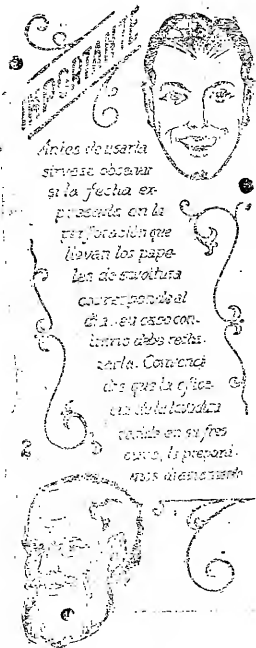 IMPORTANTE
Antes de usarla
sírvase observar
si la fecha ex-
presada en la
perforación que
llevan los pape-
les de envoltura
corresponde al
día, en caso con-
trario debe recha-
zarla. Convenci
dos que la efica-
cia de la levadura
reside en su fres
cura, la prepara-
mos diariamente